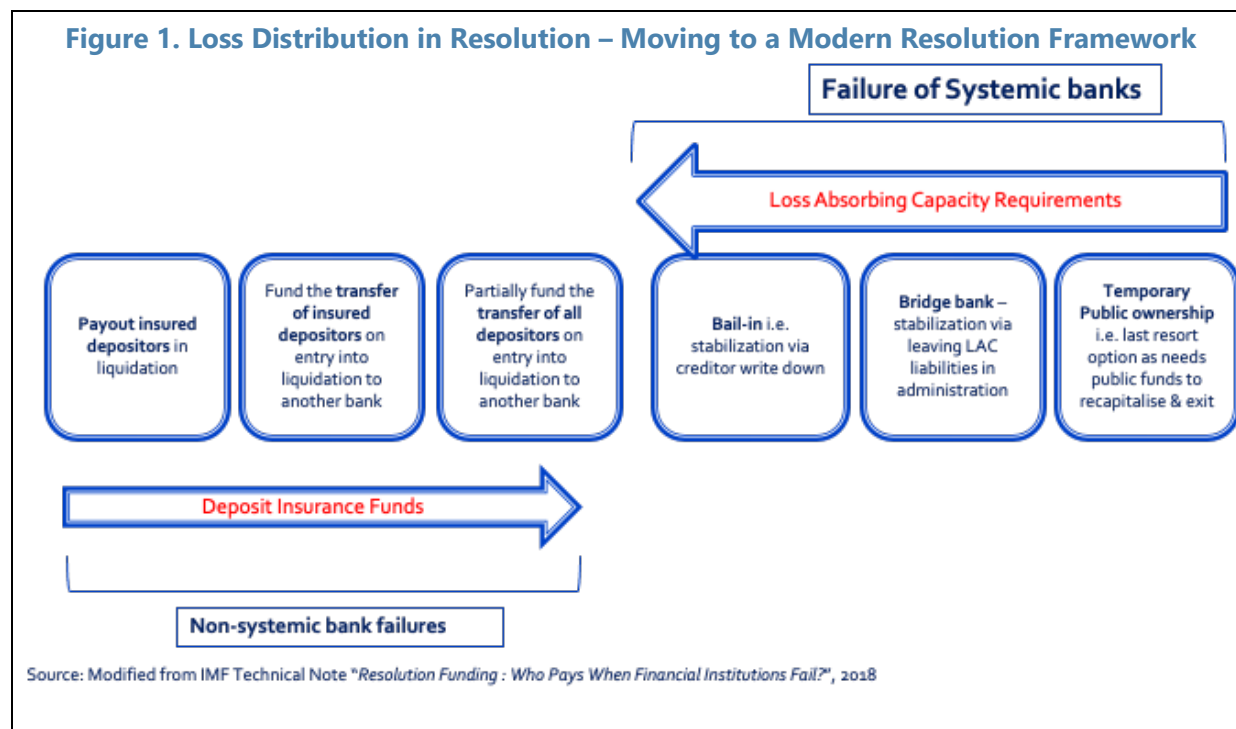 Figure 1. Loss Distribution in Resolution – Moving to a Modern Resolution Framework
Failure of Systemic banks
Loss Absorbing Capacity Requirements
Payout insured
depositors in
liquidation
Fund the transfer
of insured
depositors on
entry into
liquidation to
another bank
Partially fund the
transfer of all
depositors on
entry into
liquidation to
another bank
Bail-in i.e.
stabilization via
creditor write down
Bridge bank –
stabilization via
leaving LAC
liabilities in
administration
Temporary
Public ownership
i.e. last resort
option as needs
public funds to
recapitalise & exit
Deposit Insurance Funds
Non-systemic bank failures
Source: Modified from IMF Technical Note “Resolution Funding : Who Pays When Financial Institutions Fail?”, 2018